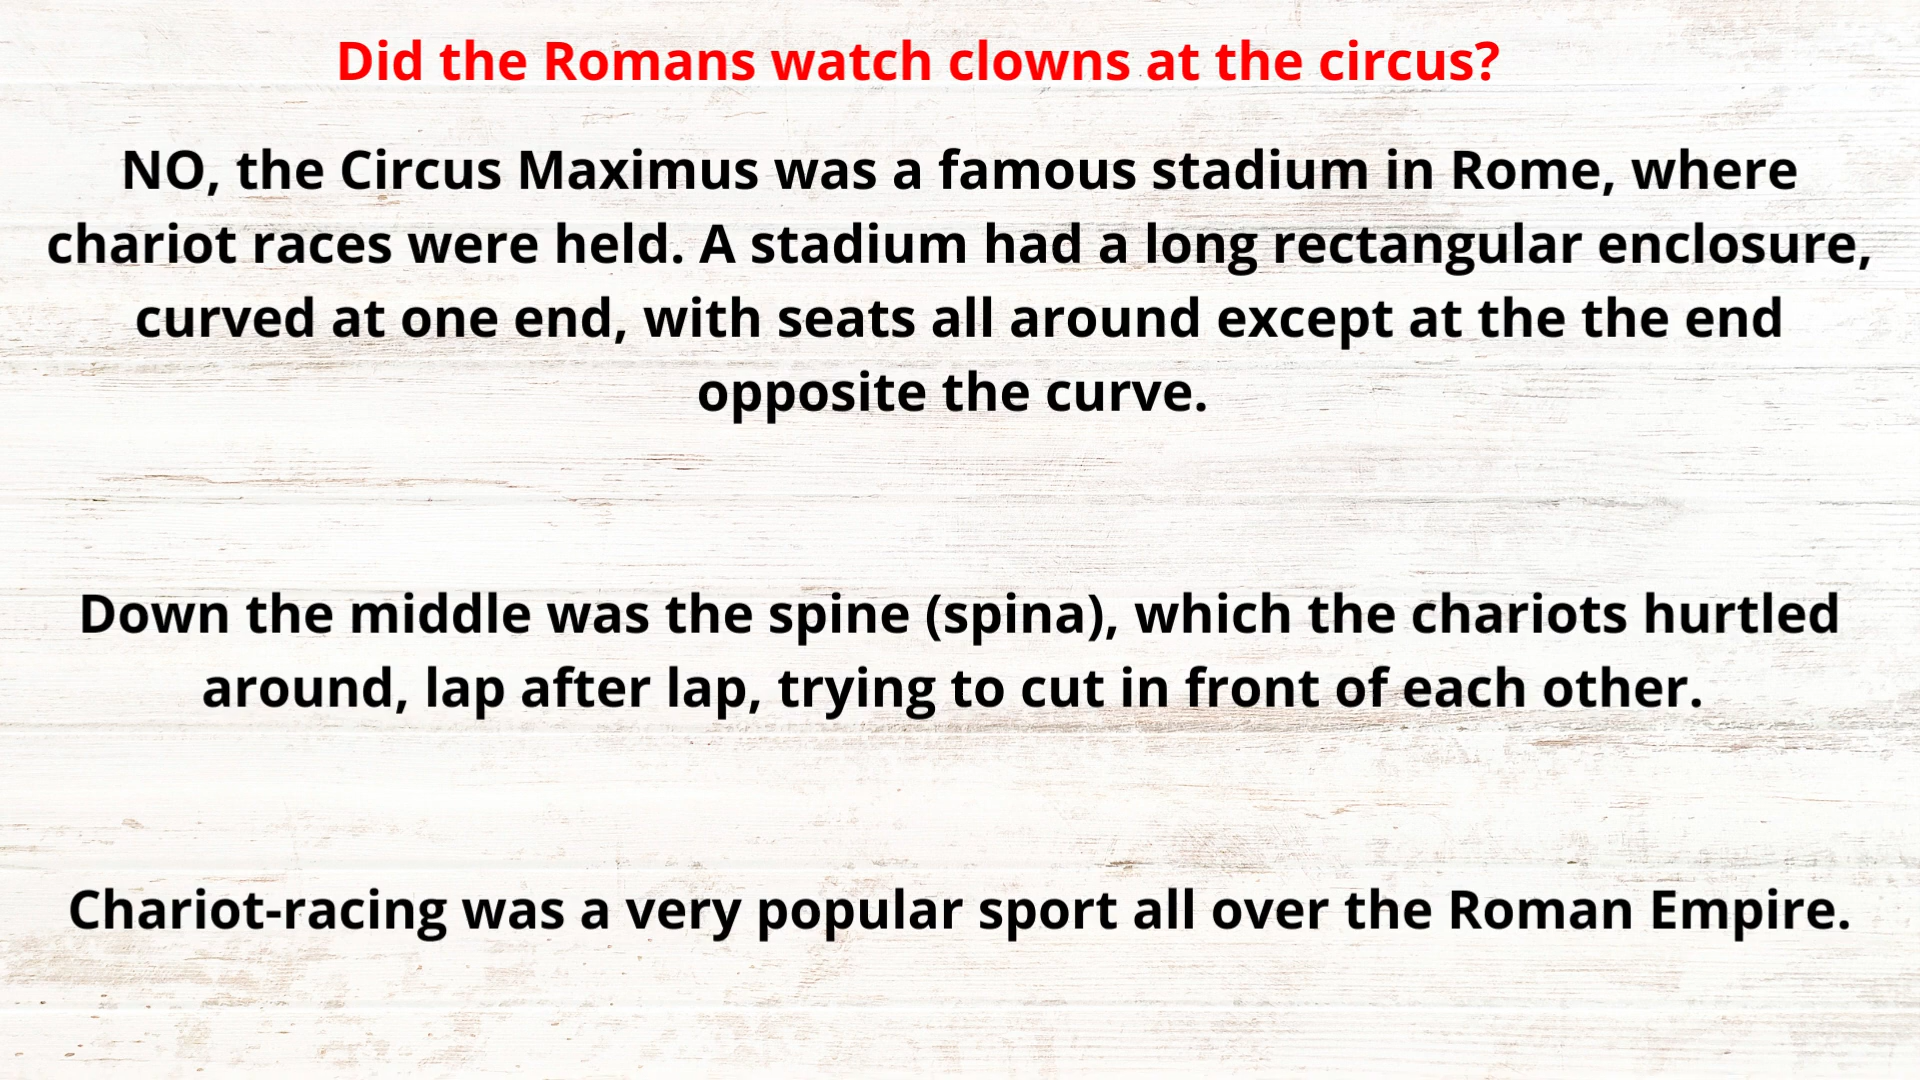 Did the Romans watch clowns at the circus?
NO, the Circus Maximus was a famous stadium in Rome, where
chariot races were held. A stadium had a long rectangular enclosure,
curved at one end, with seats all around except at the the end
opposite the curve.
Down the middle was the spine (spina), which the chariots hurtled
around, lap after lap, trying to cut in front of each other.
Chariot-racing was a very popular sport all over the Roman Empire.